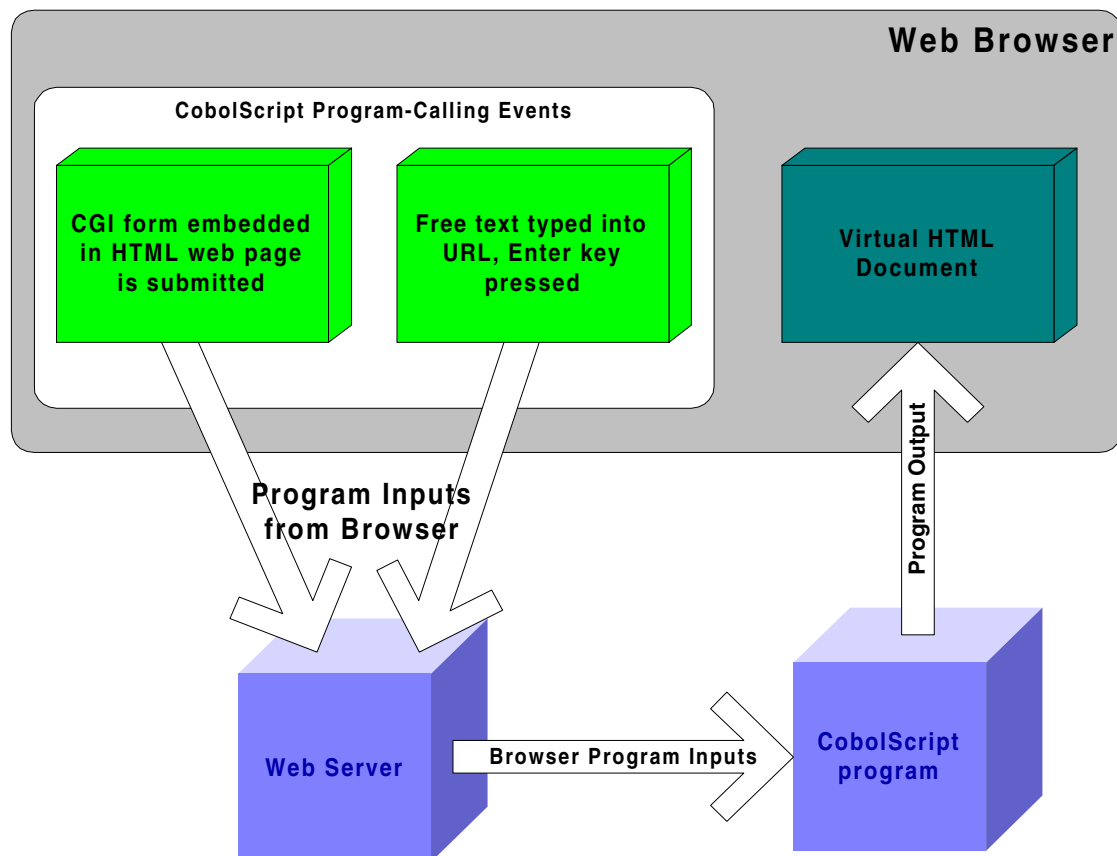 Web Browser
CobolScript Program-Calling Events
CGI form embedded
in HTML web page
is submitted
Free text typed into
URL, Enter key
pressed
Virtual HTML
Document
Program Inputs
from Browser
Program Output
Web Server
Browser Program Inputs
CobolScript
program